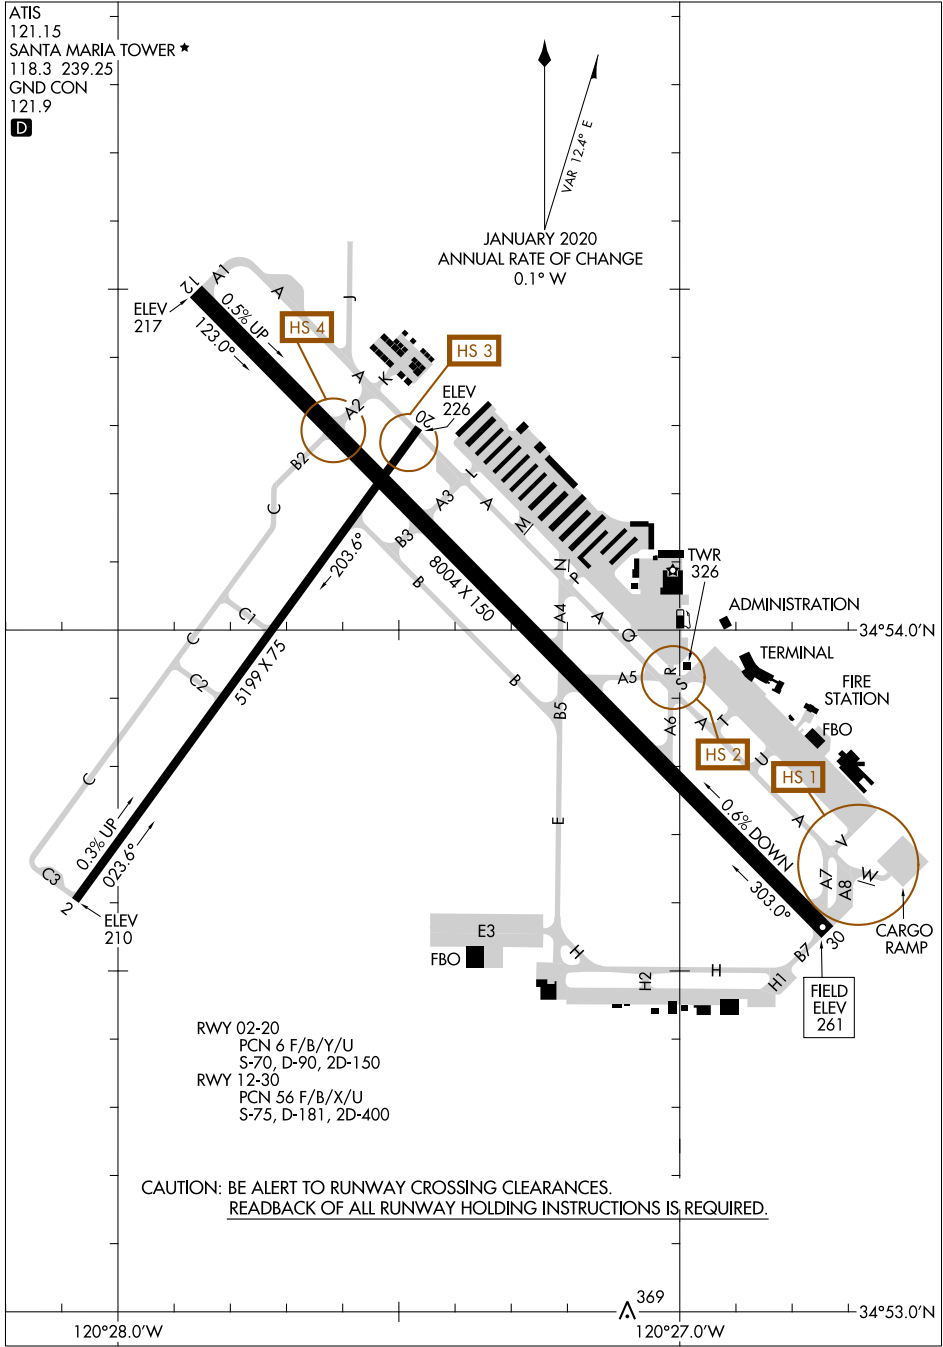 ATIS
121.15
SANTA MARIA TOWER ★
118.3 239.25
GND CON
121.9
D
VAR 12.4° E
JANUARY 2020
ANNUAL RATE OF CHANGE
0.1° W
12
A1
A
J
ELEV
217
0.5% UP
123.0°
HS 4
HS 3
A
K
A2
ELEV
226
20
B2
L
A3
A
C
M
B3
203.6°
8004 X 150
B
N
P
TWR
326
A4
A
Q
ADMINISTRATION
34°54.0'N
C1
C
5199 X 75
C2
B
A5
R
S
TERMINAL
FIRE
STATION
FBO
B5
A6
A
T
HS 2
U
HS 1
C
0.6% DOWN
E
A
V
0.3% UP
023.6°
C3
A7
A8
W
303.0°
2
ELEV
210
30
CARGO
RAMP
E3
FBO
H
H2
H
H1
B7
FIELD
ELEV
261
RWY 02-20
PCN 6 F/B/Y/U
S-70, D-90, 2D-150
RWY 12-30
PCN 56 F/B/X/U
S-75, D-181, 2D-400
CAUTION: BE ALERT TO RUNWAY CROSSING CLEARANCES.
READBACK OF ALL RUNWAY HOLDING INSTRUCTIONS IS REQUIRED.
369
34°53.0'N
120°28.0'W
120°27.0'W